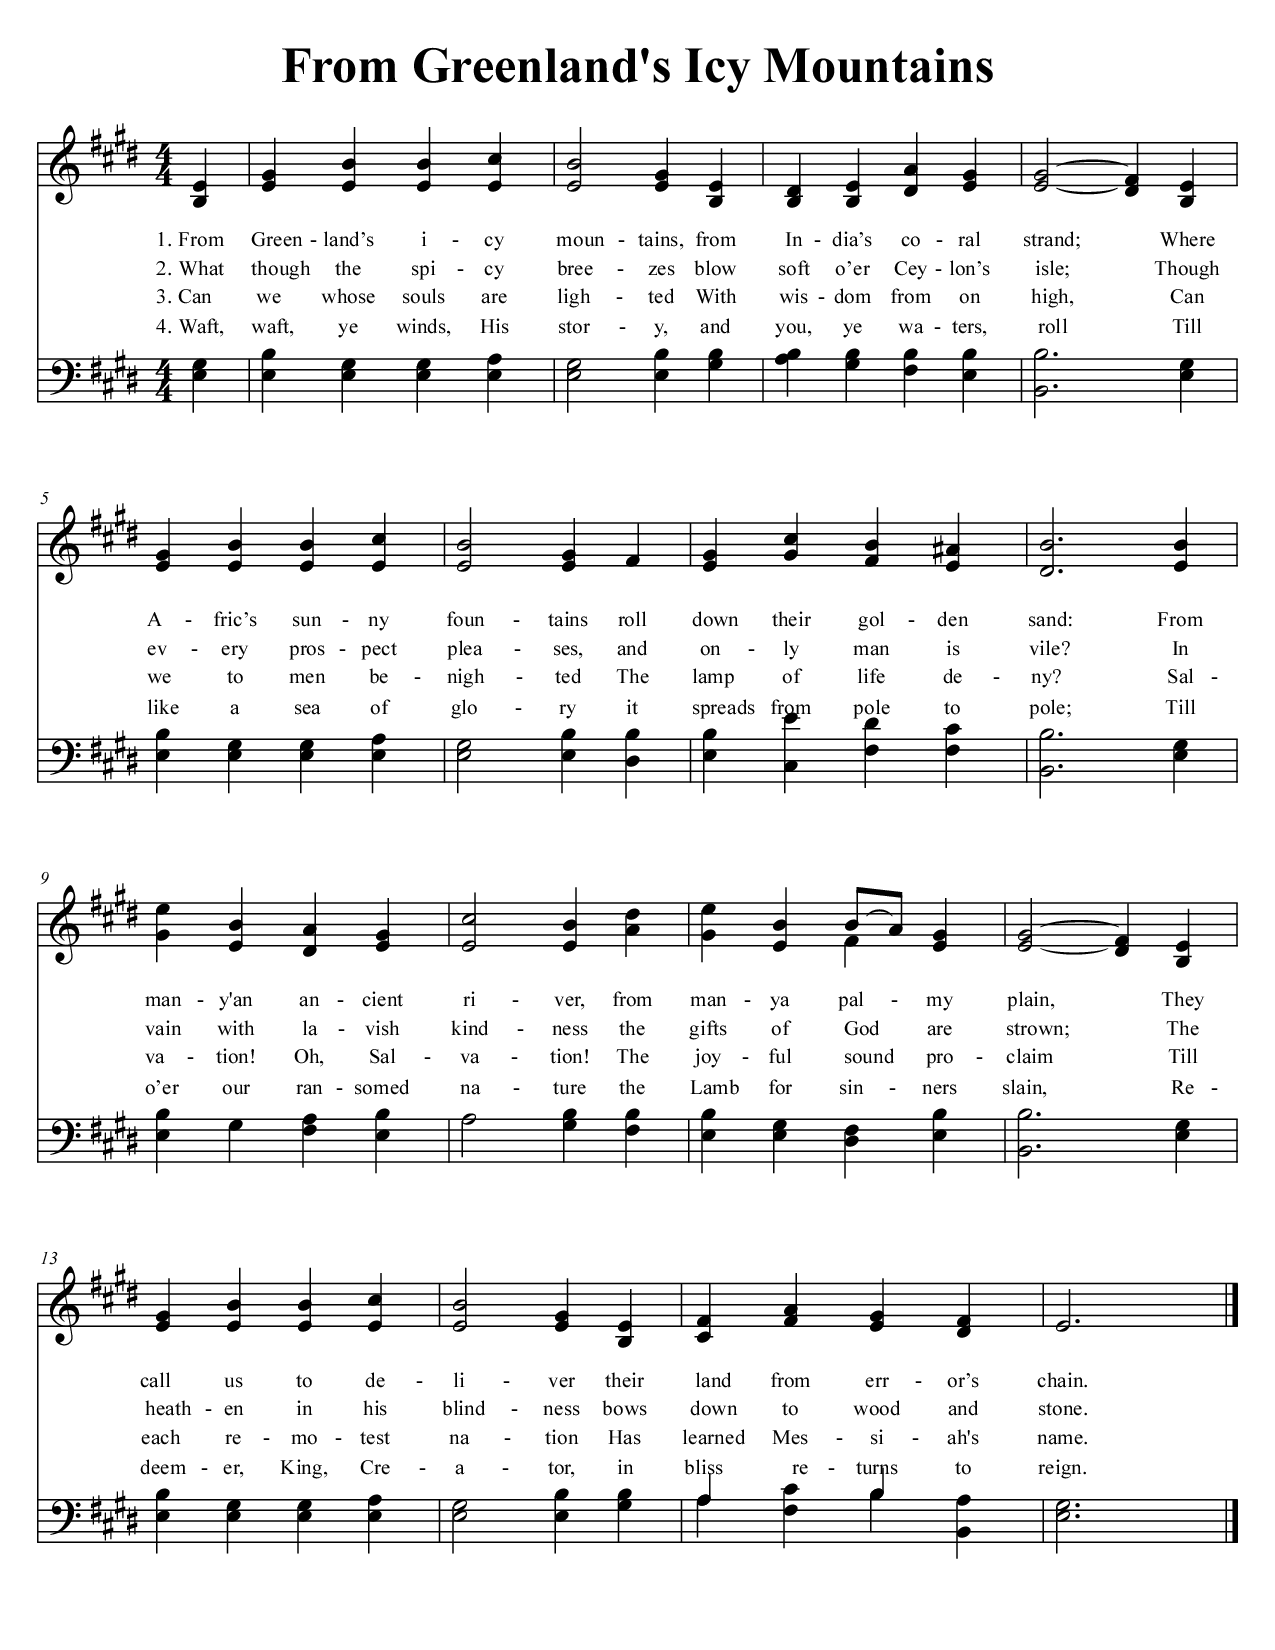 From Greenland's Icy Mountains
1. From Green - land’s i - cy moun - tains, from In - dia’s co - ral strand; Where
2. What though the spi - cy bree - zes blow soft o’er Cey - lon’s isle; Though
3. Can we whose souls are ligh - ted With wis - dom from on high, Can
4. Waft, waft, ye winds, His stor - y, and you, ye wa - ters, roll Till
5
A - fric’s sun - ny foun - tains roll down their gol - den sand: From
ev - ery pros - pect plea - ses, and on - ly man is vile? In
we to men be - nigh - ted The lamp of life de - ny? Sal -
like a sea of glo - ry it spreads from pole to pole; Till
9
man - y'an an - cient ri - ver, from man - ya pal - my plain, They
vain with la - vish kind - ness the gifts of God are strown; The
va - tion! Oh, Sal - va - tion! The joy - ful sound pro - claim Till
o’er our ran - somed na - ture the Lamb for sin - ners slain, Re -
13
call us to de - li - ver their land from err - or’s chain.
heath - en in his blind - ness bows down to wood and stone.
each re - mo - test na - tion Has learned Mes - si - ah's name.
deem - er, King, Cre - a - tor, in bliss re - turns to reign.